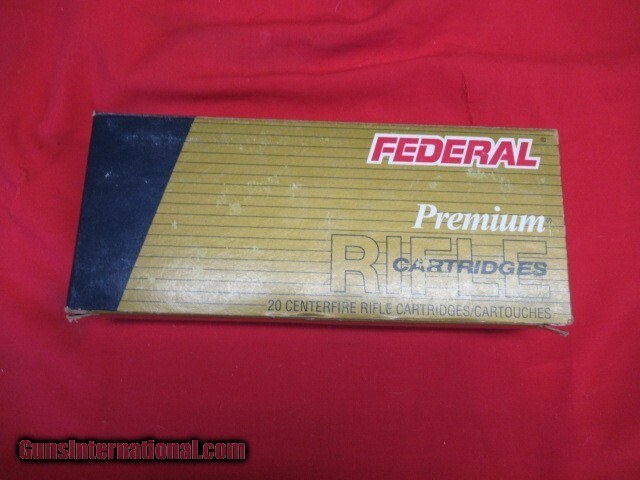 FEDERAL®
Premium®
RIFLE
CARTRIDGES
20 CENTERFIRE RIFLE CARTRIDGES/CARTOUCHES
GunsInternational.com